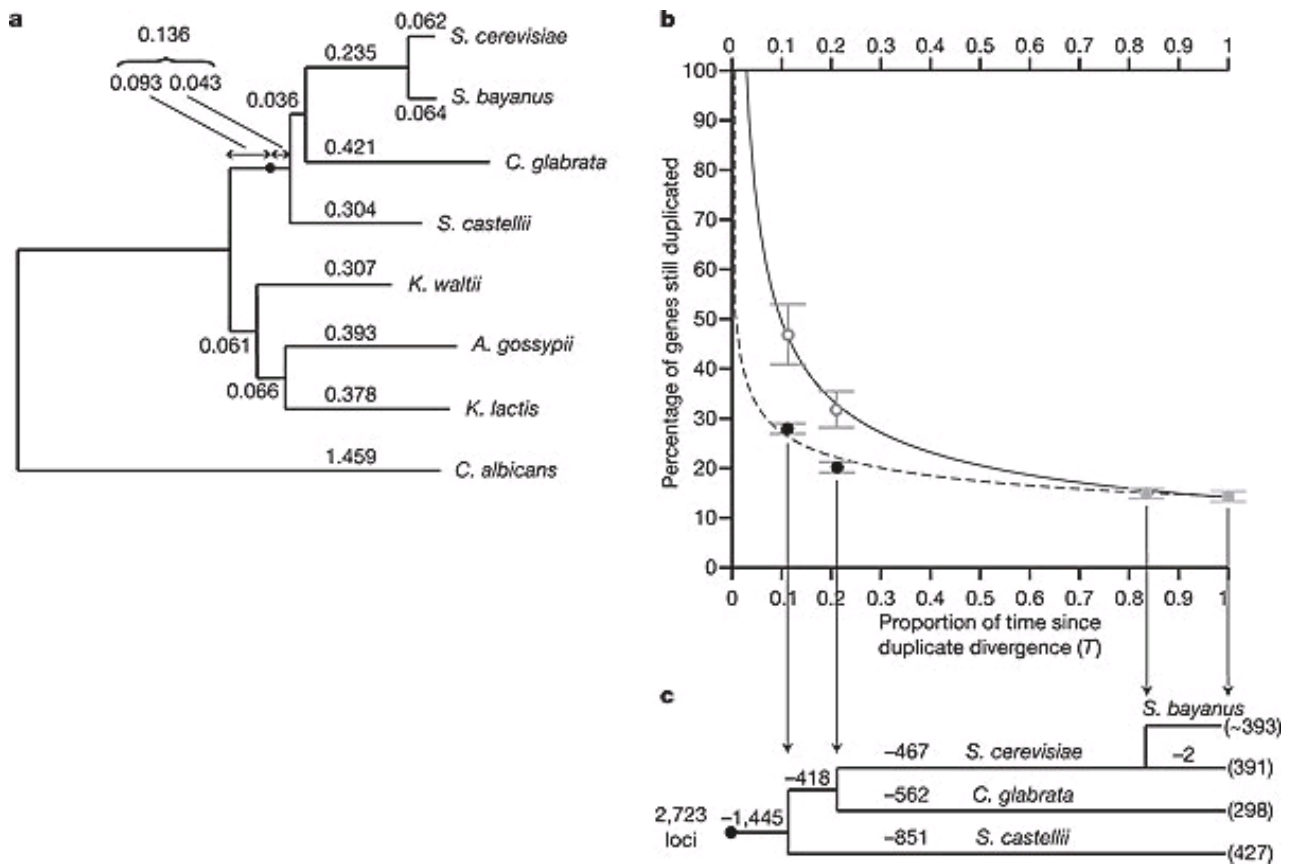 a
0.136
0.093 0.043
0.062
S. cerevisiae
0.235
S. bayanus
0.064
0.036
0.421
C. glabrata
0.304
S. castellii
0.307
K. waltii
0.061
0.393
A. gossypii
0.066
0.378
K. lactis
1.459
C. albicans
b
0 0.1 0.2 0.3 0.4 0.5 0.6 0.7 0.8 0.9 1
100
90
80
70
60
50
40
30
20
10
0
Percentage of genes still duplicated
0 0.1 0.2 0.3 0.4 0.5 0.6 0.7 0.8 0.9 1
Proportion of time since
duplicate divergence (T)
c
S. bayanus
(~393)
–467 S. cerevisiae –2
(391)
–418
–562 C. glabrata
(298)
2,723 –1,445
loci
–851 S. castellii
(427)